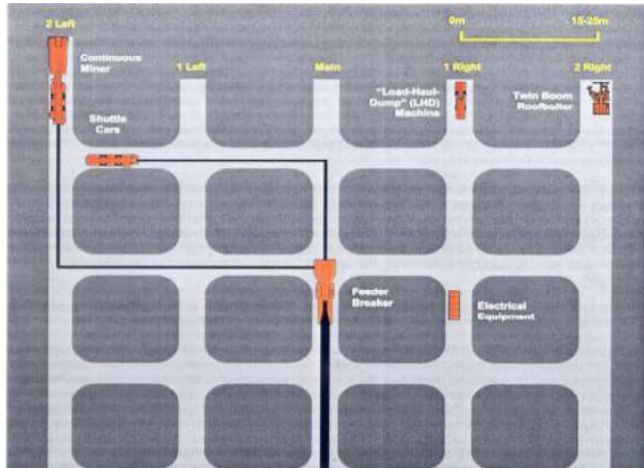 2 Left
0m
15-25m
Continuous
Miner
1 Left
Main
1 Right
2 Right
"Load-Haul-
Dump" (LHD)
Machine
Twin Boom
Roofbolter
Shuttle
Cars
Feeder
Breaker
Electrical
Equipment